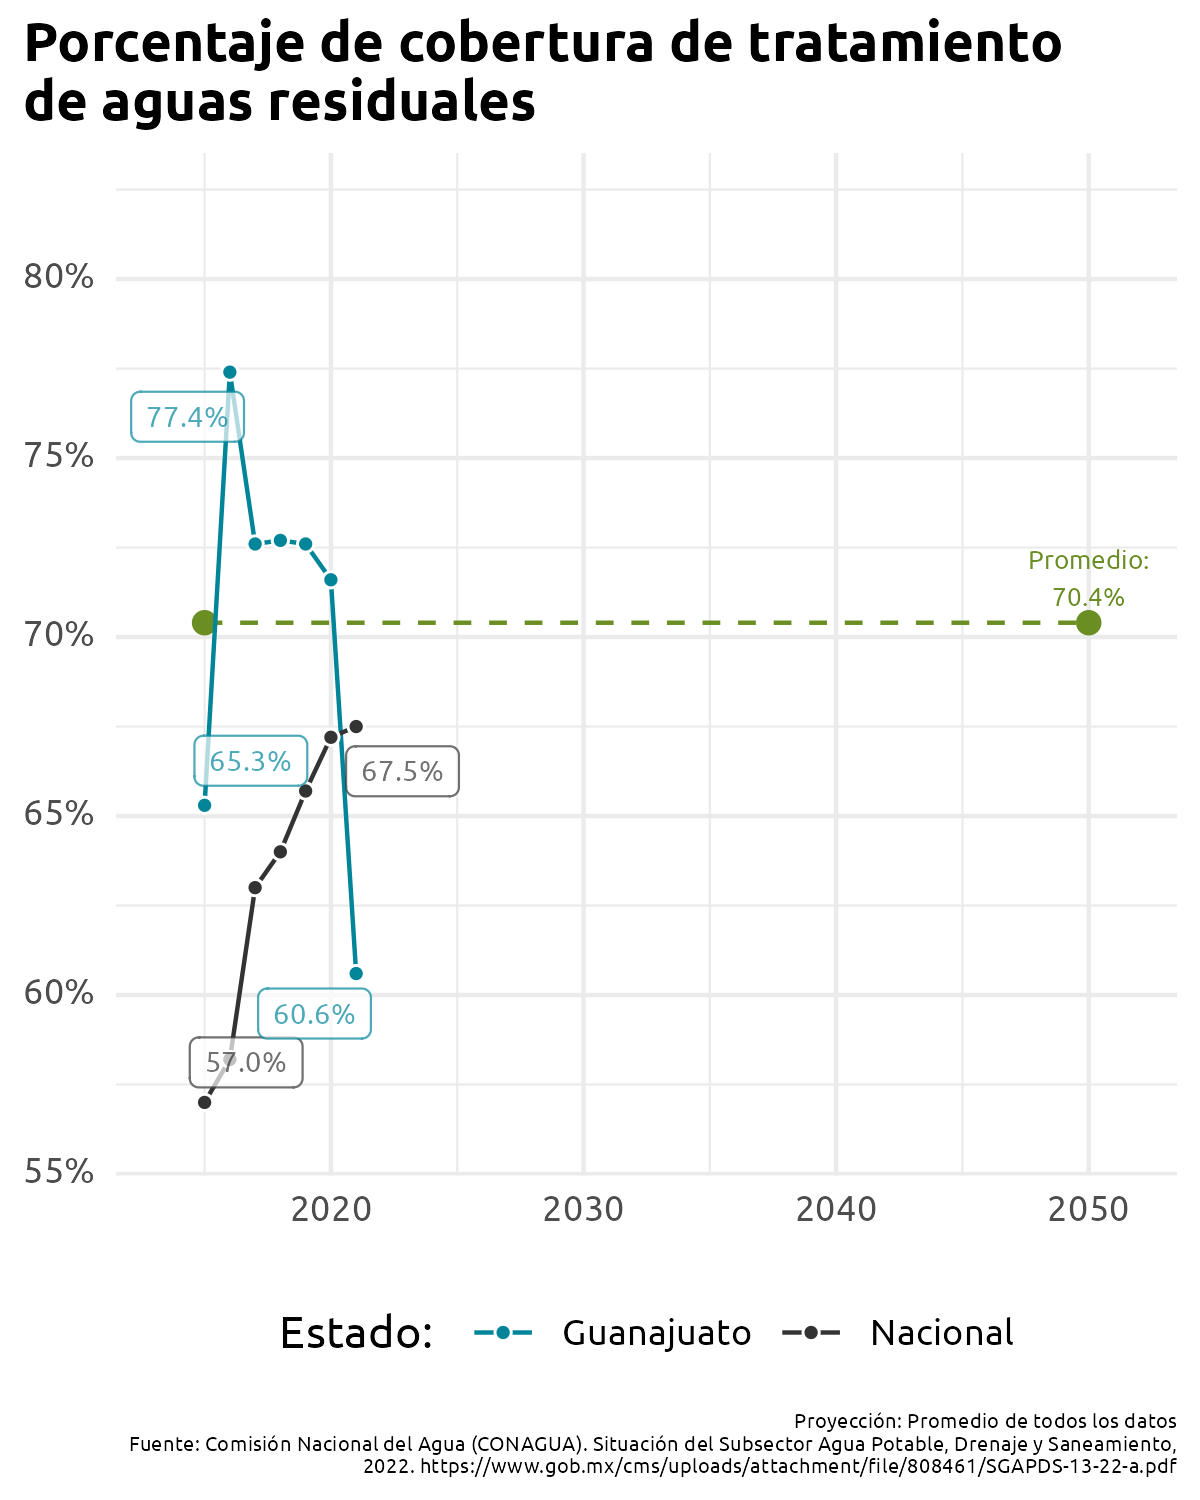 Porcentaje de cobertura de tratamiento
de aguas residuales
80%
77.4%
75%
Promedio:
70.4%
70%
65.3%
67.5%
65%
60%
60.6%
57.0%
55%
2020
2030
2040
2050
Estado:
Guanajuato
Nacional
Proyección: Promedio de todos los datos
Fuente: Comisión Nacional del Agua (CONAGUA). Situación del Subsector Agua Potable, Drenaje y Saneamiento,
2022. https://www.gob.mx/cms/uploads/attachment/file/808461/SGAPDS-13-22-a.pdf